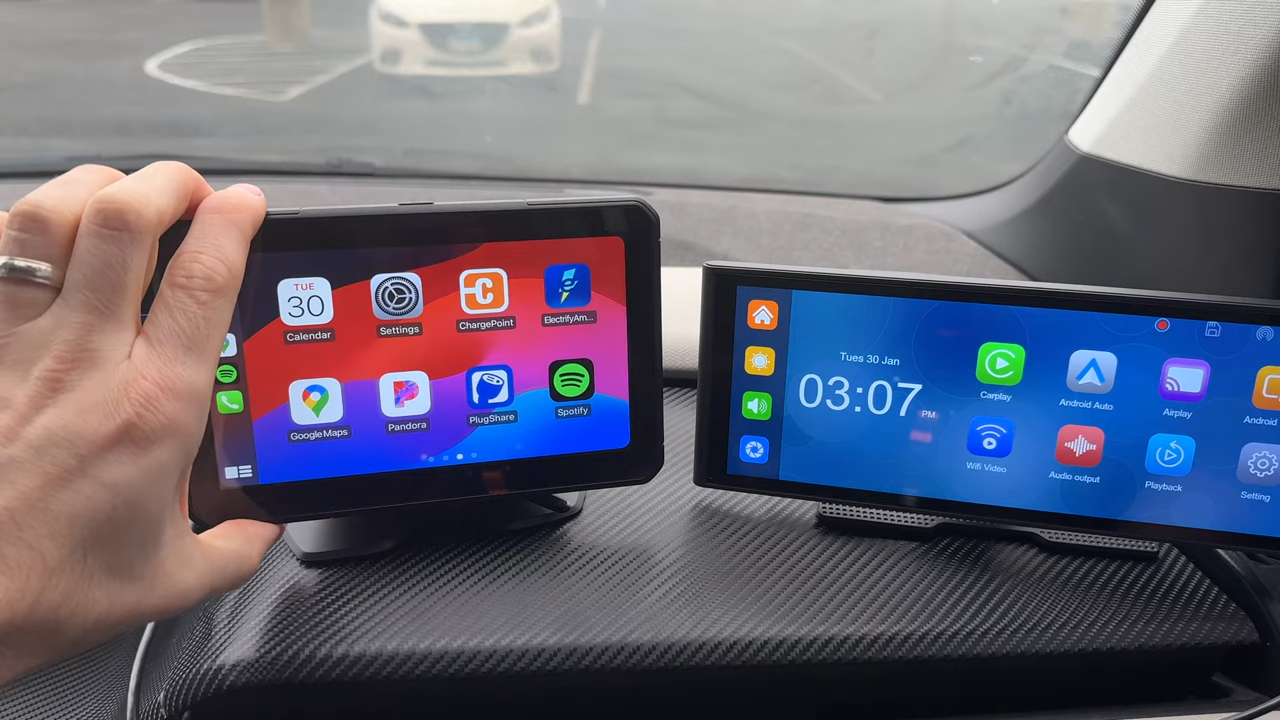 TUE
30
Calendar
Settings
ChargePoint
ElectrifyAm...
Google Maps
Pandora
PlugShare
Spotify
Tues 30 Jan
03:07 PM
Carplay
Android Auto
Airplay
Android
Wifi Video
Audio output
Playback
Setting